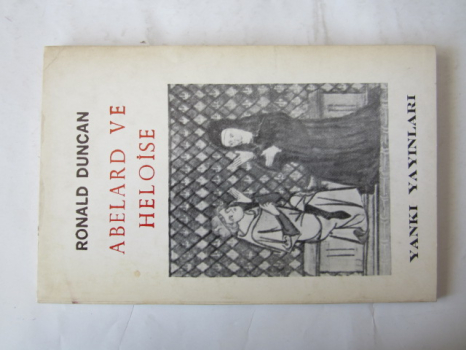 RONALD DUNCAN
ABELARD VE
HELOİSE
YANKI YAYINLARI